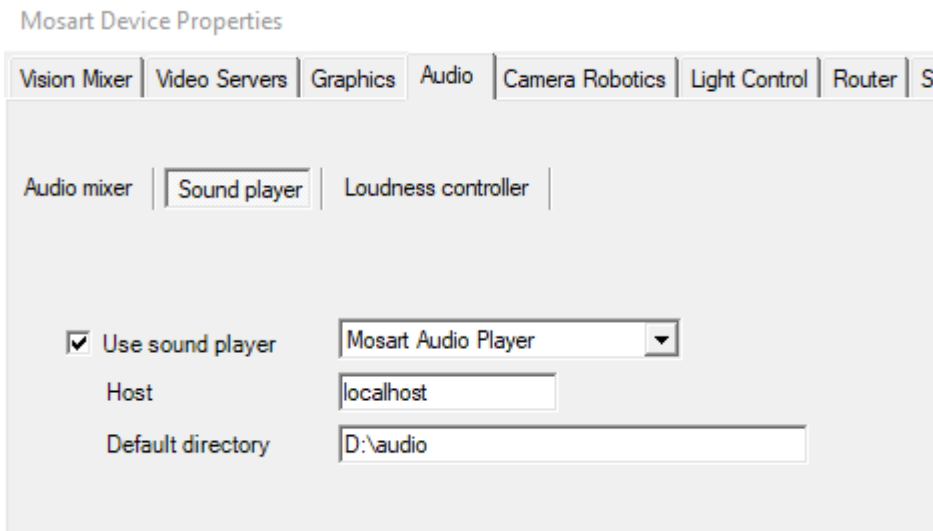 Mosart Device Properties
Vision Mixer Video Servers Graphics Audio Camera Robotics Light Control Router S
Audio mixer Sound player Loudness controller
Use sound player Mosart Audio Player
Host localhost
Default directory D:\audio